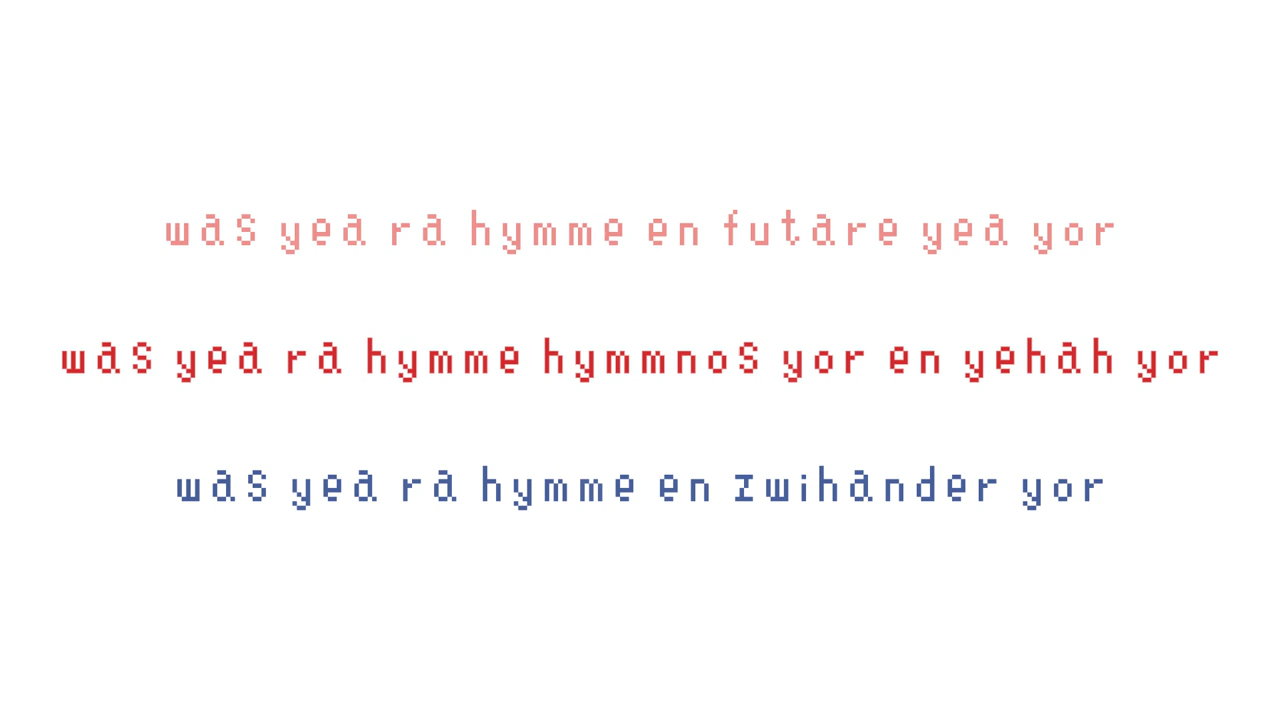 was yea ra hymme en futare yea yor
was yea ra hymme hymmnos yor en yehah yor
was yea ra hymme en zwihander yor